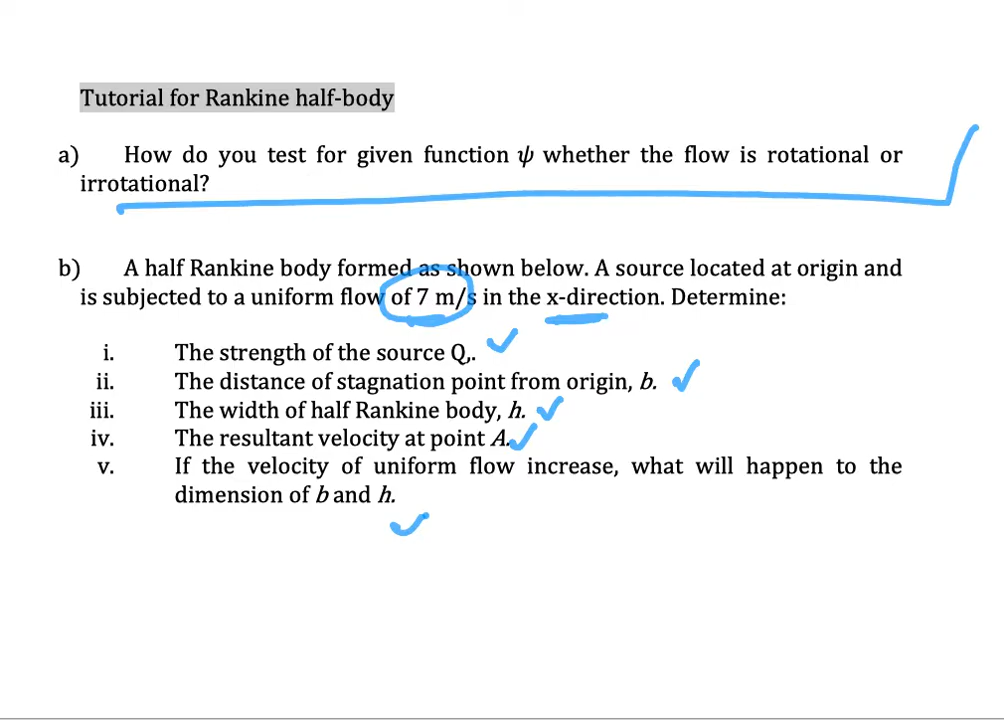 Tutorial for Rankine half-body
a) How do you test for given function ψ whether the flow is rotational or
irrotational?
b) A half Rankine body formed as shown below. A source located at origin and
is subjected to a uniform flow of 7 m/s in the x-direction. Determine:
i. The strength of the source Q,.
ii. The distance of stagnation point from origin, b.
iii. The width of half Rankine body, h.
iv. The resultant velocity at point A.
v. If the velocity of uniform flow increase, what will happen to the
dimension of b and h.